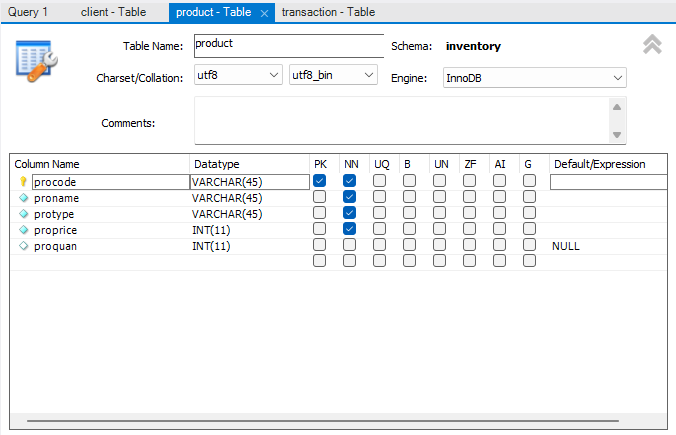 Query 1 client - Table product - Table × transaction - Table
Table Name: product Schema: inventory
Charset/Collation: utf8 utf8_bin Engine: InnoDB
Comments:
Column Name Datatype PK NN UQ B UN ZF AI G Default/Expression
procode VARCHAR(45)
proname VARCHAR(45)
protype VARCHAR(45)
proprice INT(11)
proquan INT(11) NULL